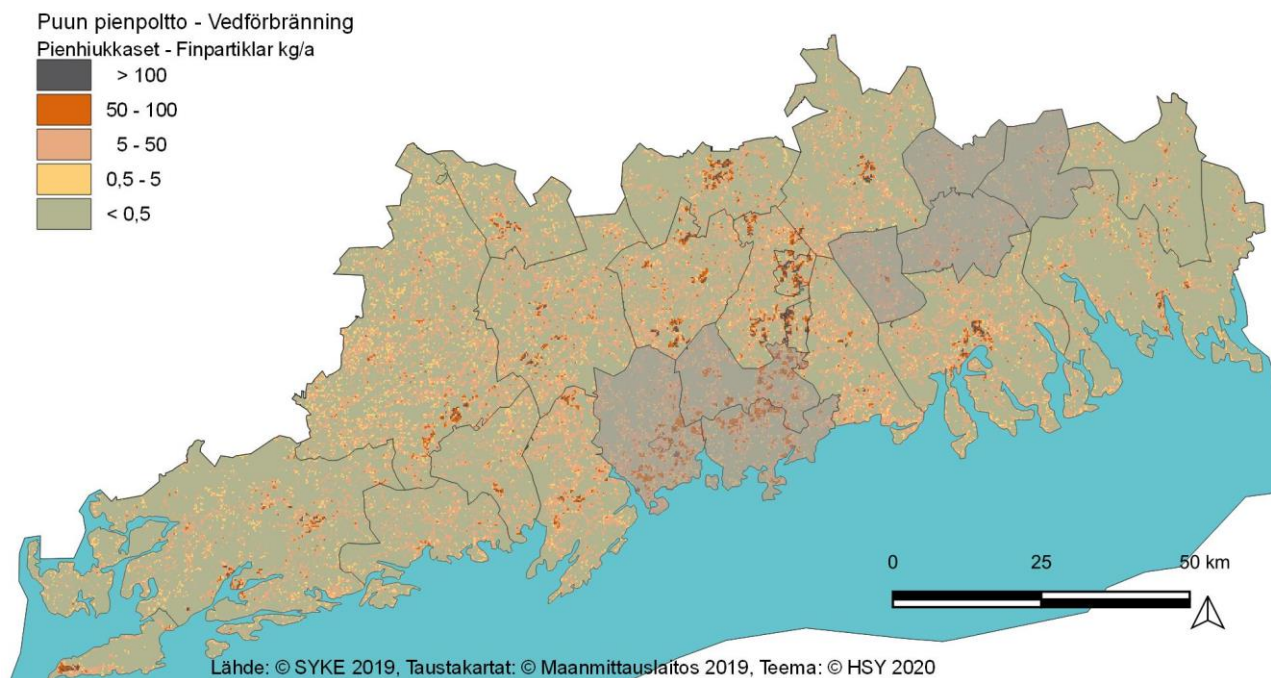 Puun pienpoltto - Vedförbränning
Pienhiukkaset - Finpartiklar kg/a
> 100
50 - 100
5 - 50
0,5 - 5
< 0,5
0 25 50 km
Lähde: © SYKE 2019, Taustakartat: © Maanmittauslaitos 2019, Teema: © HSY 2020